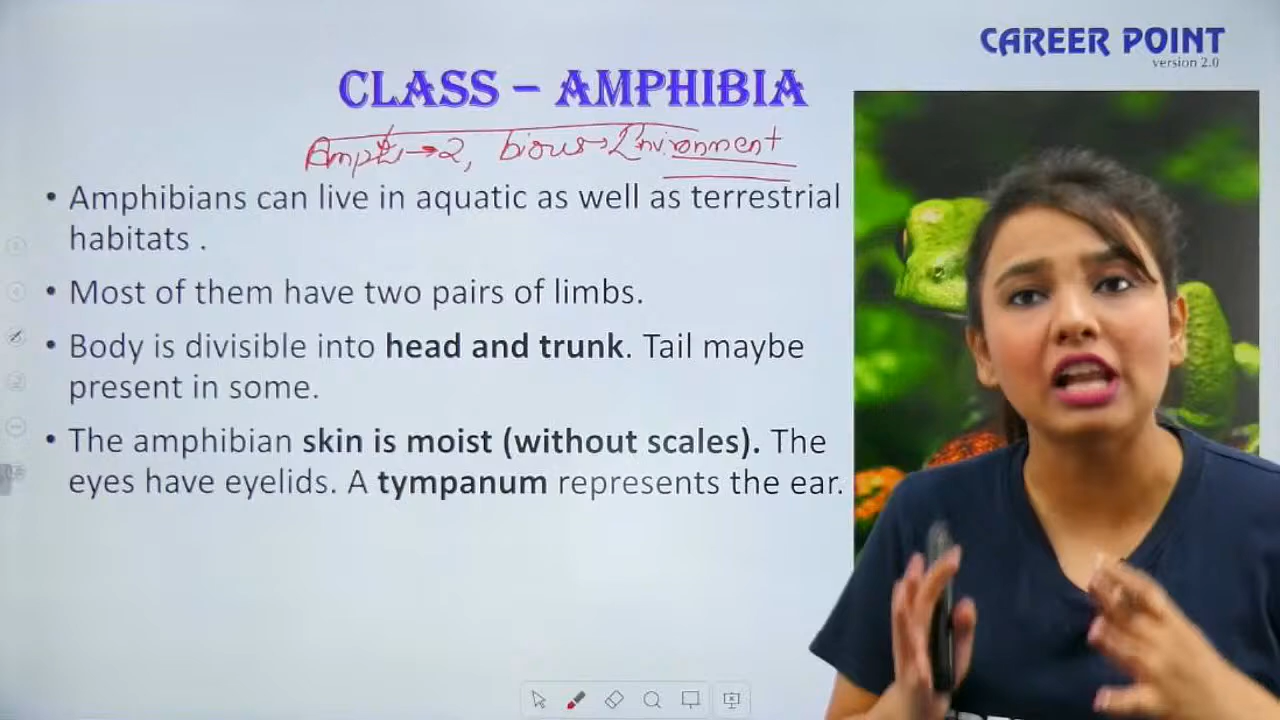 CAREER POINT
version 2.0
CLASS – AMPHIBIA
Amphi→2, bious→Environment
• Amphibians can live in aquatic as well as terrestrial
habitats .
• Most of them have two pairs of limbs.
• Body is divisible into head and trunk. Tail maybe
present in some.
• The amphibian skin is moist (without scales). The
eyes have eyelids. A tympanum represents the ear.